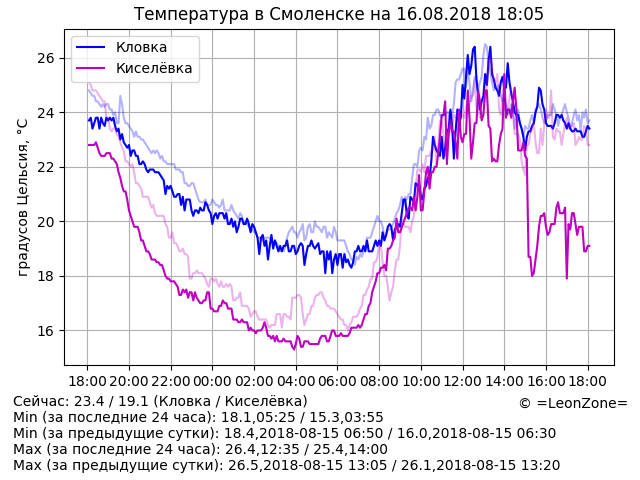 Температура в Смоленске на 16.08.2018 18:05
Кловка
Киселёвка
градусов Цельсия, °C
26
24
22
20
18
16
18:00 20:00 22:00 00:00 02:00 04:00 06:00 08:00 10:00 12:00 14:00 16:00 18:00
Сейчас: 23.4 / 19.1 (Кловка / Киселёвка)
© =LeonZone=
Min (за последние 24 часа): 18.1,05:25 / 15.3,03:55
Min (за предыдущие сутки): 18.4,2018-08-15 06:50 / 16.0,2018-08-15 06:30
Max (за последние 24 часа): 26.4,12:35 / 25.4,14:00
Max (за предыдущие сутки): 26.5,2018-08-15 13:05 / 26.1,2018-08-15 13:20